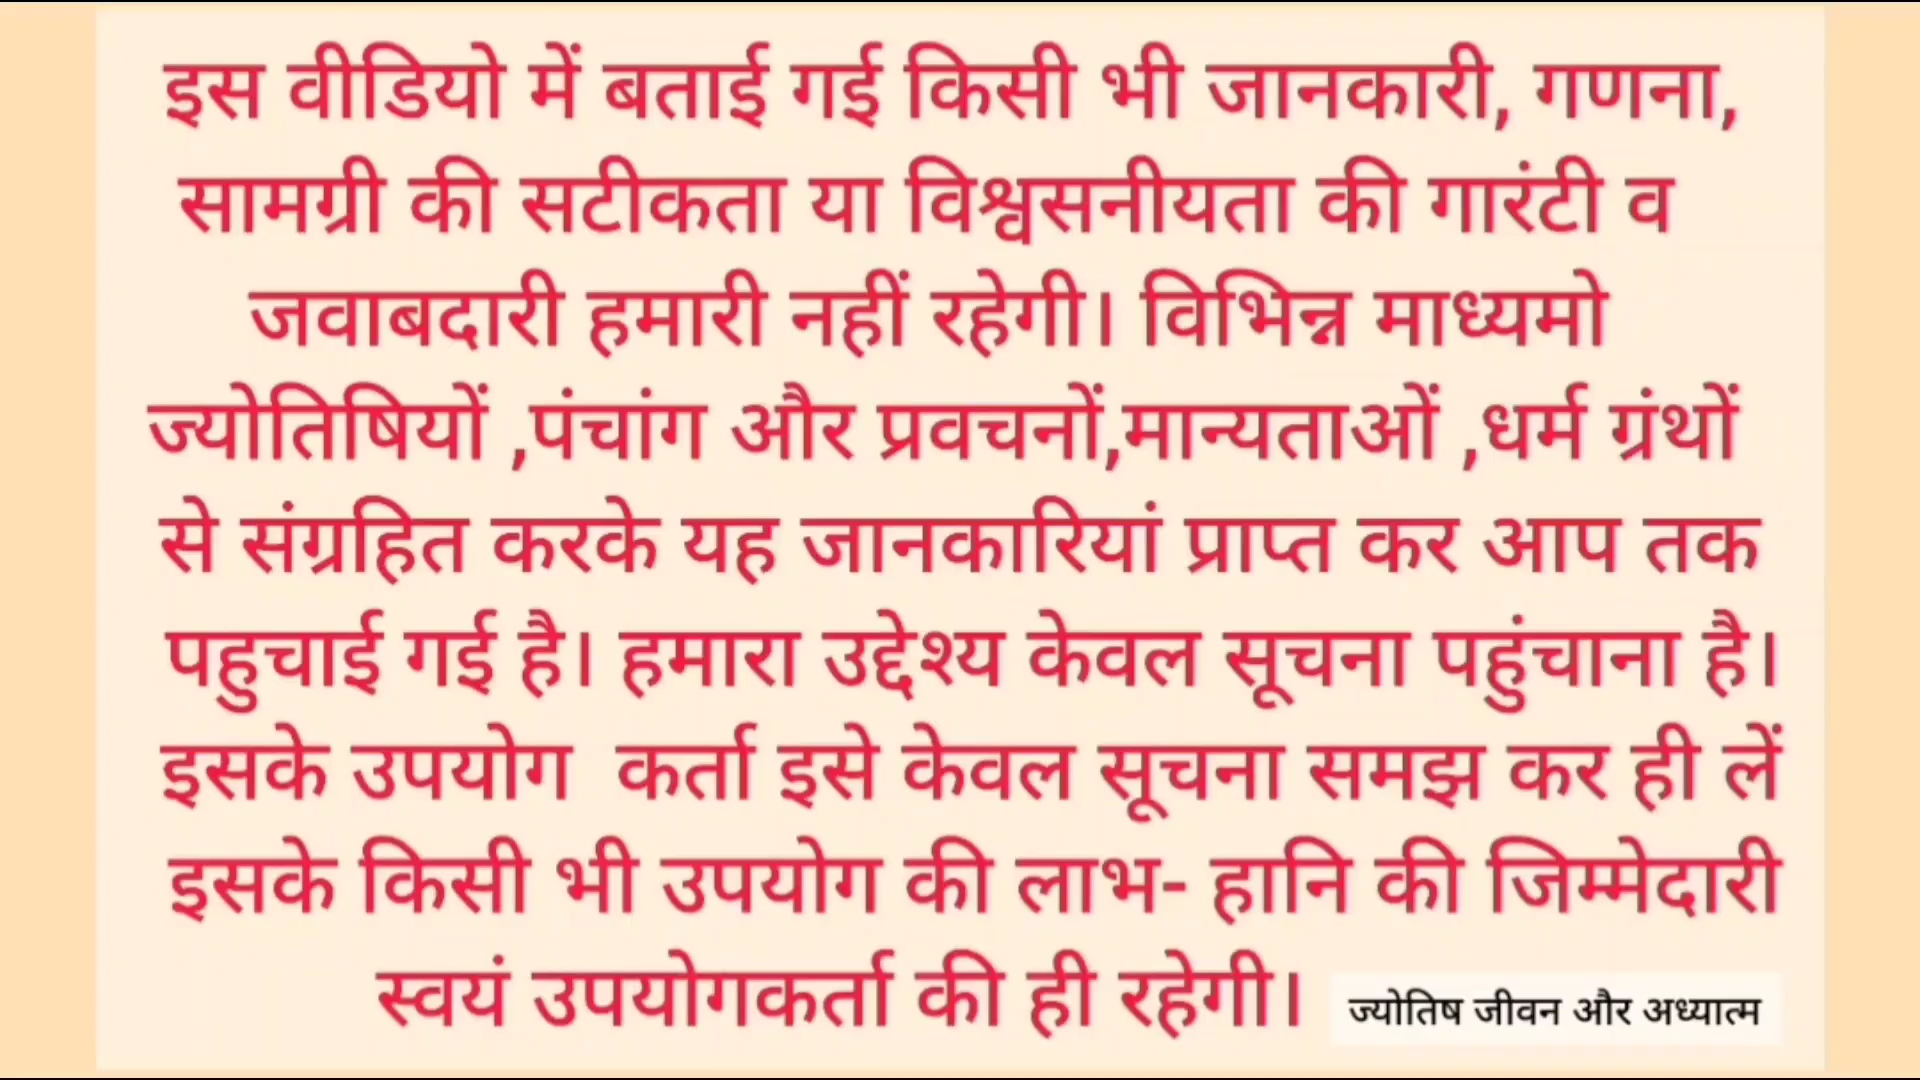 इस वीडियो में बताई गई किसी भी जानकारी, गणना,
सामग्री की सटीकता या विश्वसनीयता की गारंटी व
जवाबदारी हमारी नहीं रहेगी। विभिन्न माध्यमो
ज्योतिषियों ,पंचांग और प्रवचनों,मान्यताओं ,धर्म ग्रंथों
से संग्रहित करके यह जानकारियां प्राप्त कर आप तक
पहुचाई गई है। हमारा उद्देश्य केवल सूचना पहुंचाना है।
इसके उपयोग  कर्ता इसे केवल सूचना समझ कर ही लें
इसके किसी भी उपयोग की लाभ- हानि की जिम्मेदारी
स्वयं उपयोगकर्ता की ही रहेगी।
ज्योतिष जीवन और अध्यात्म